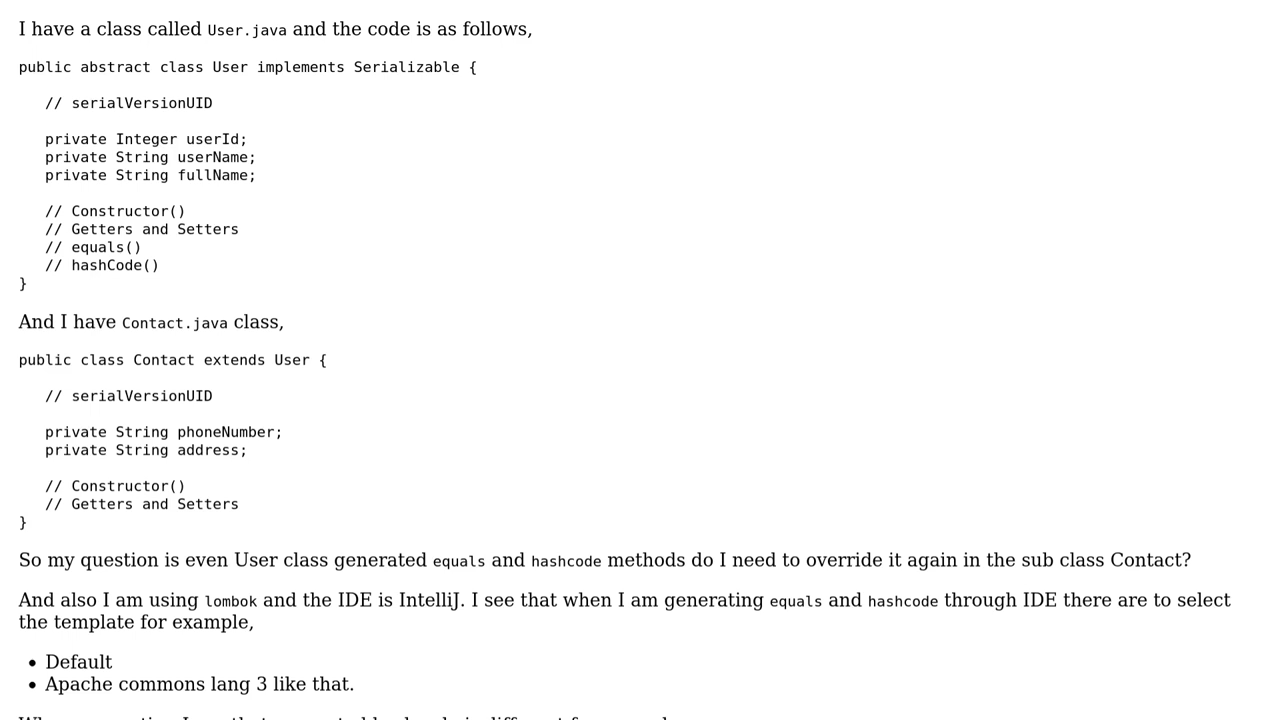 I have a class called User.java and the code is as follows,
public abstract class User implements Serializable {
// serialVersionUID
private Integer userId;
private String userName;
private String fullName;
// Constructor()
// Getters and Setters
// equals()
// hashCode()
}
And I have Contact.java class,
public class Contact extends User {
// serialVersionUID
private String phoneNumber;
private String address;
// Constructor()
// Getters and Setters
}
So my question is even User class generated equals and hashcode methods do I need to override it again in the sub class Contact?
And also I am using lombok and the IDE is IntelliJ. I see that when I am generating equals and hashcode through IDE there are to select
the template for example,
• Default
• Apache commons lang 3 like that.